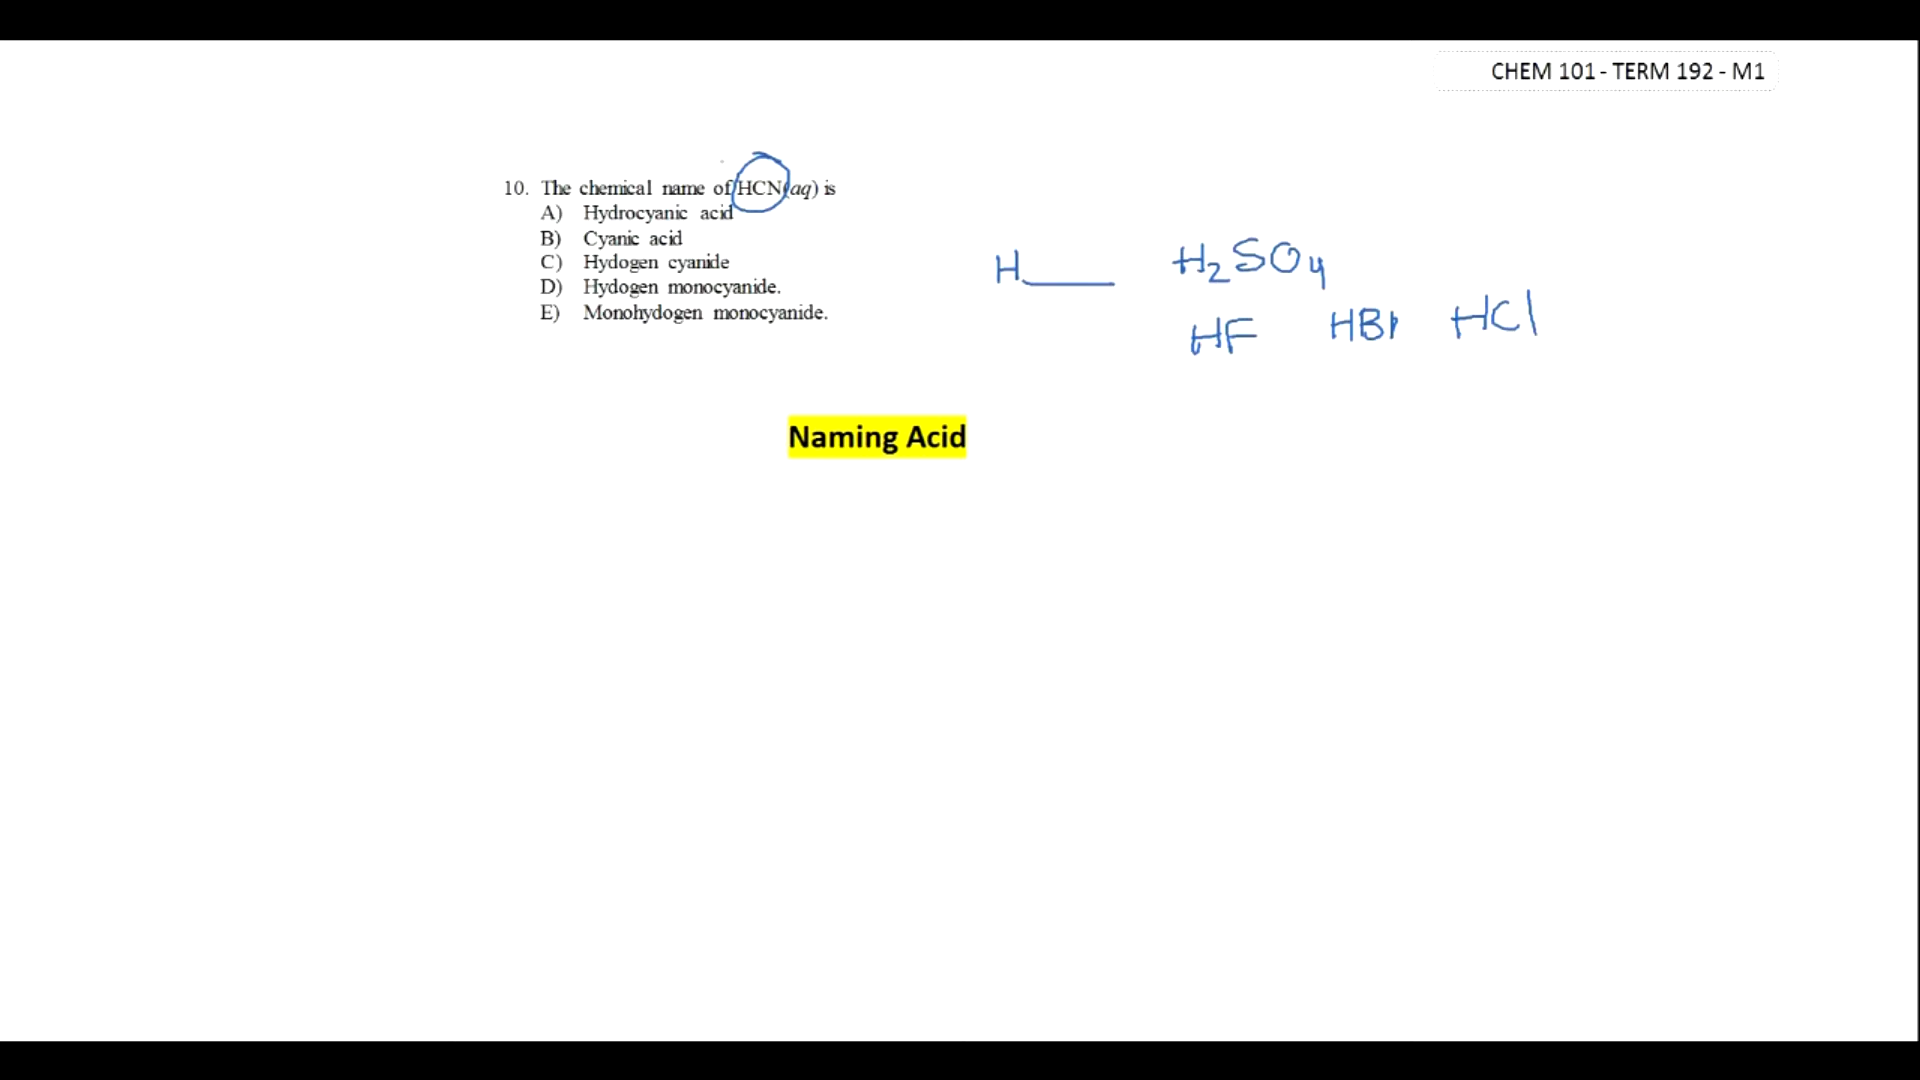 CHEM 101 - TERM 192 - M1
10. The chemical name of HCN(aq) is
A) Hydrocyanic acid
B) Cyanic acid
C) Hydogen cyanide
D) Hydogen monocyanide.
E) Monohydogen monocyanide.
H____ H₂SO₄
HF HBr HCl
Naming Acid